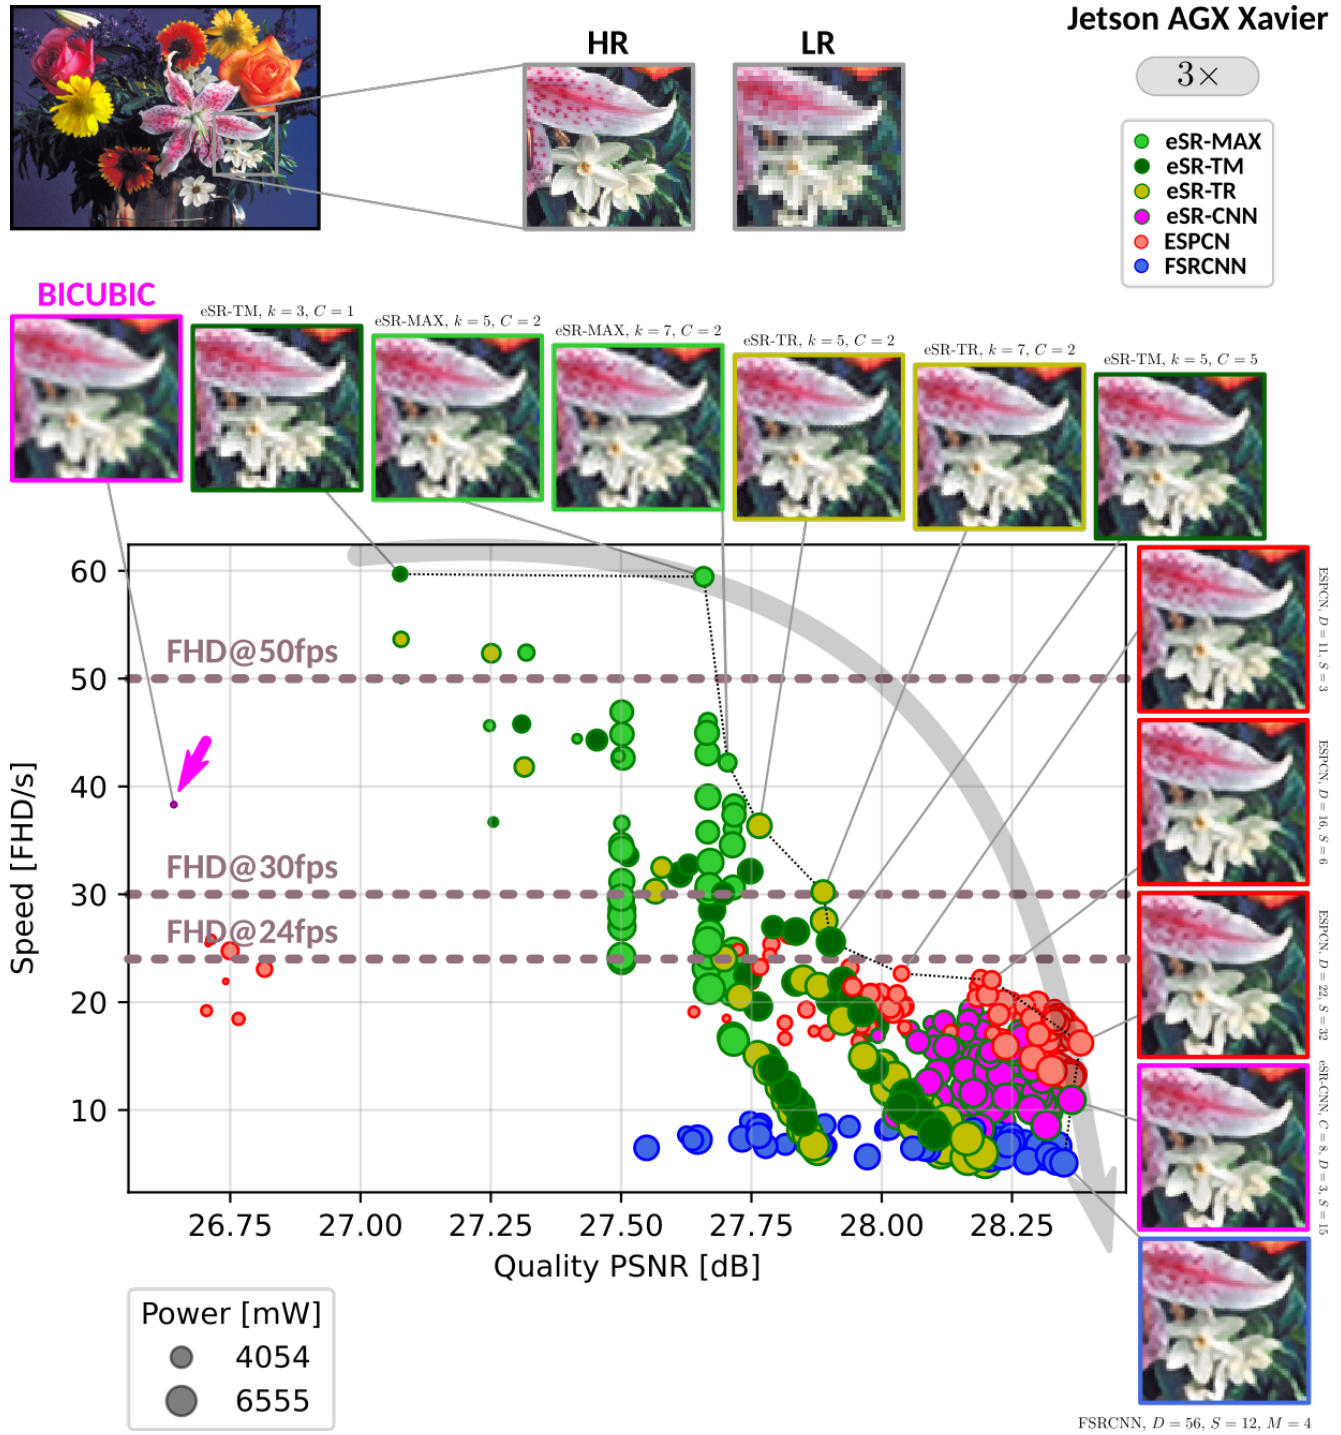 Jetson AGX Xavier
HR
LR
3×
eSR-MAX
eSR-TM
eSR-TR
eSR-CNN
ESPCN
FSRCNN
BICUBIC
eSR-TM, k = 3, C = 1
eSR-MAX, k = 5, C = 2
eSR-MAX, k = 7, C = 2
eSR-TR, k = 5, C = 2
eSR-TR, k = 7, C = 2
eSR-TM, k = 5, C = 5
ESPCN, D = 11, S = 3
ESPCN, D = 16, S = 6
ESPCN, D = 22, S = 32
eSR-CNN, C = 8, D = 3, S = 15
FSRCNN, D = 56, S = 12, M = 4
Speed [FHD/s]
60
50
40
30
20
10
FHD@50fps
FHD@30fps
FHD@24fps
26.75
27.00
27.25
27.50
27.75
28.00
28.25
Quality PSNR [dB]
Power [mW]
4054
6555